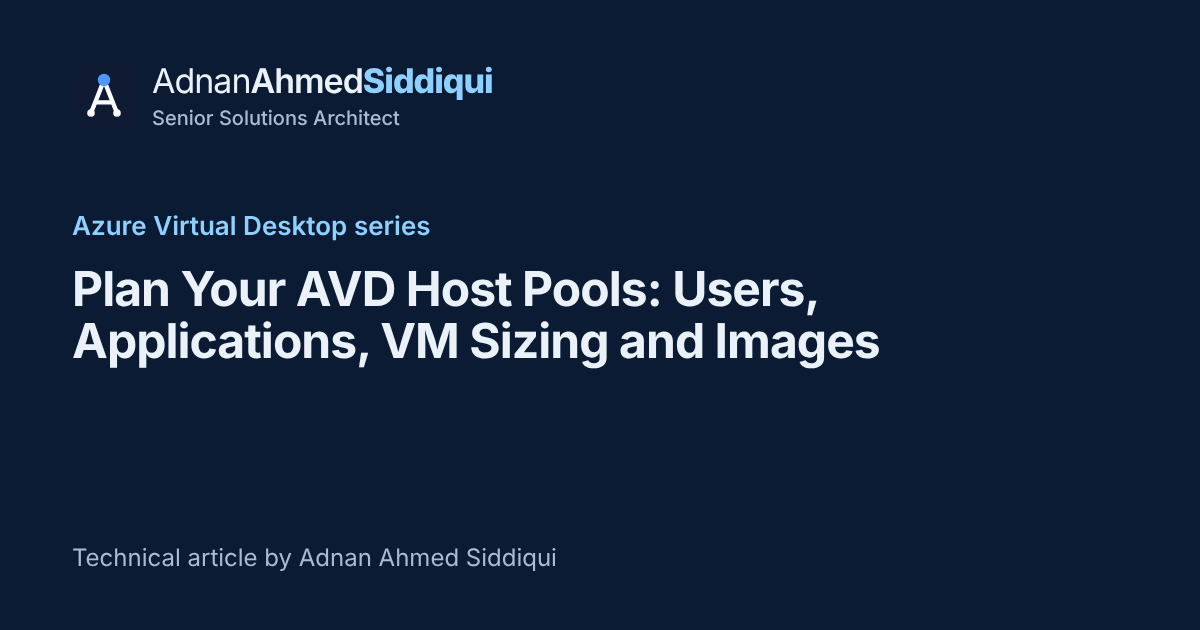 AdnanAhmedSiddiqui
Senior Solutions Architect
Azure Virtual Desktop series
Plan Your AVD Host Pools: Users,
Applications, VM Sizing and Images
Technical article by Adnan Ahmed Siddiqui